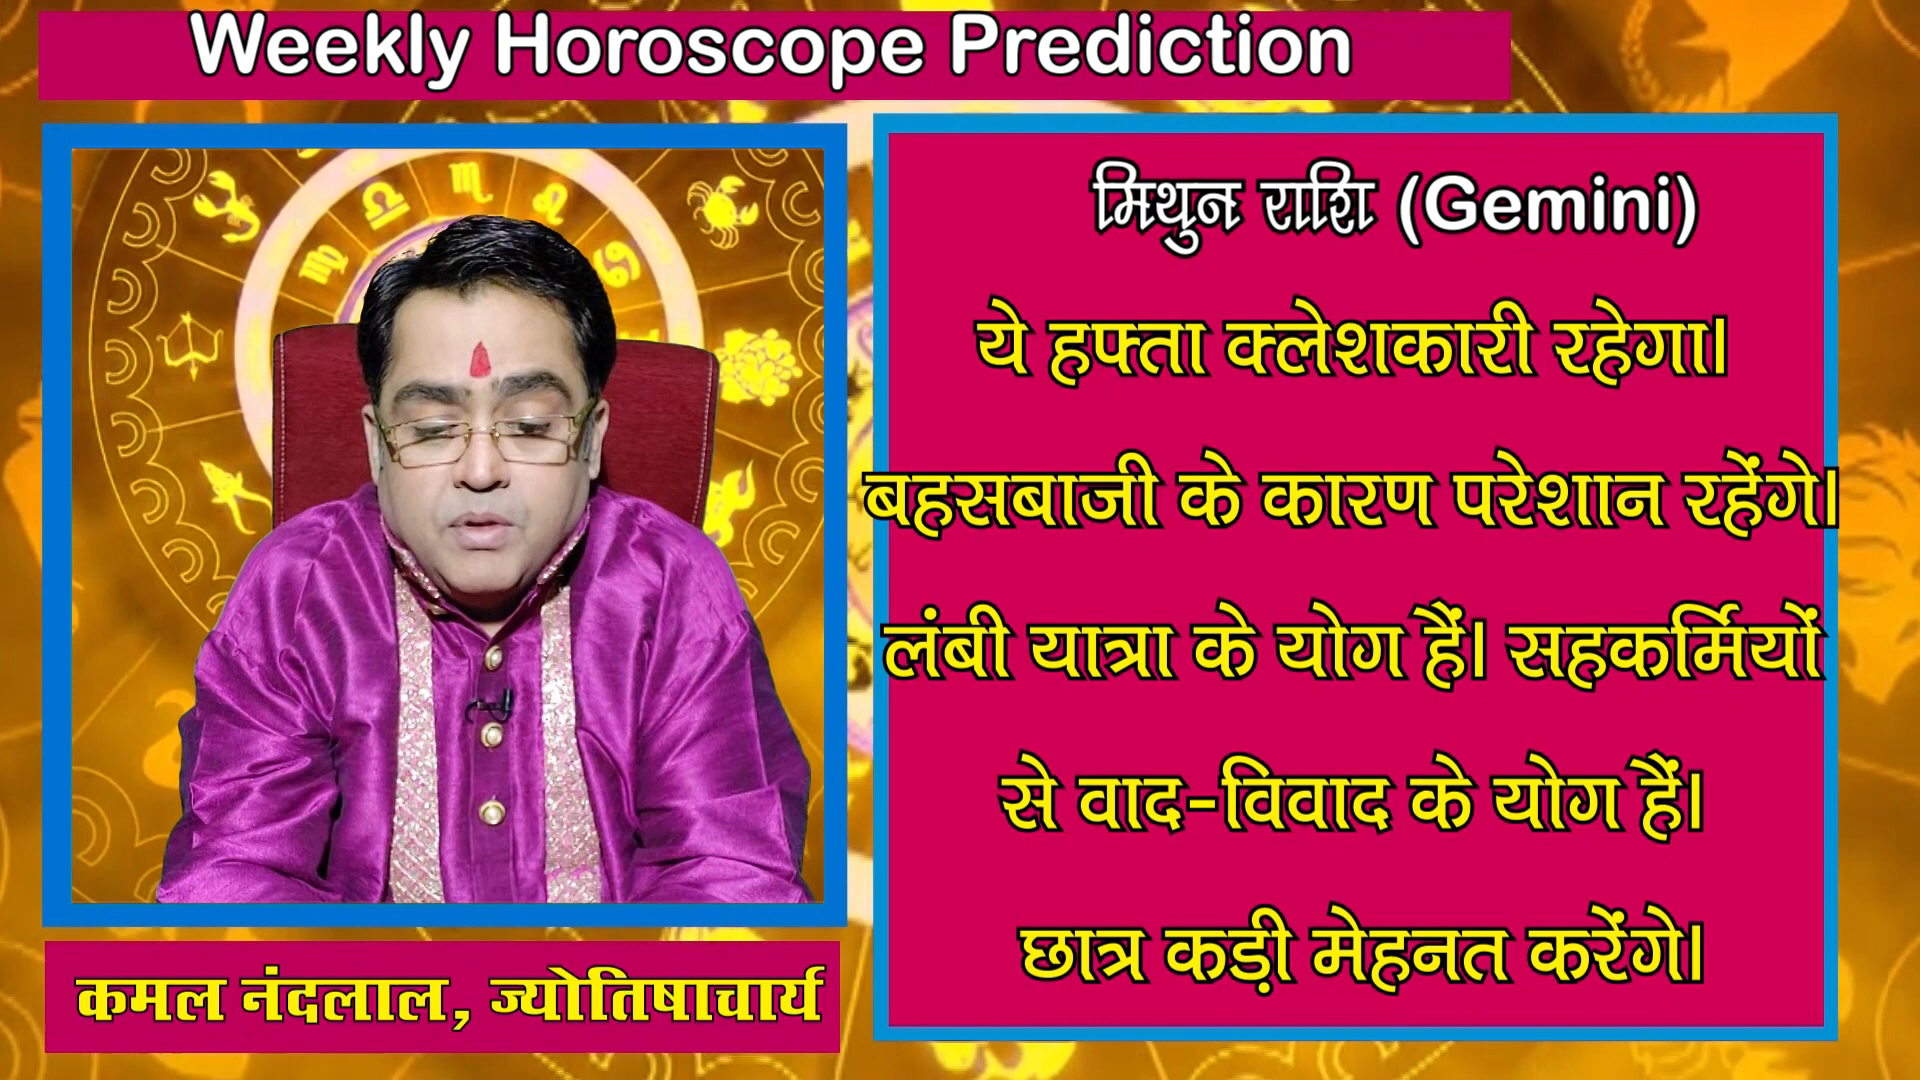 Weekly Horoscope Prediction
मिथुन राशि (Gemini)
ये हफ्ता क्लेशकारी रहेगा।
बहसबाजी के कारण परेशान रहेंगे।
लंबी यात्रा के योग हैं। सहकर्मियों
से वाद-विवाद के योग हैं।
छात्र कड़ी मेहनत करेंगे।
कमल नंदलाल, ज्योतिषाचार्य